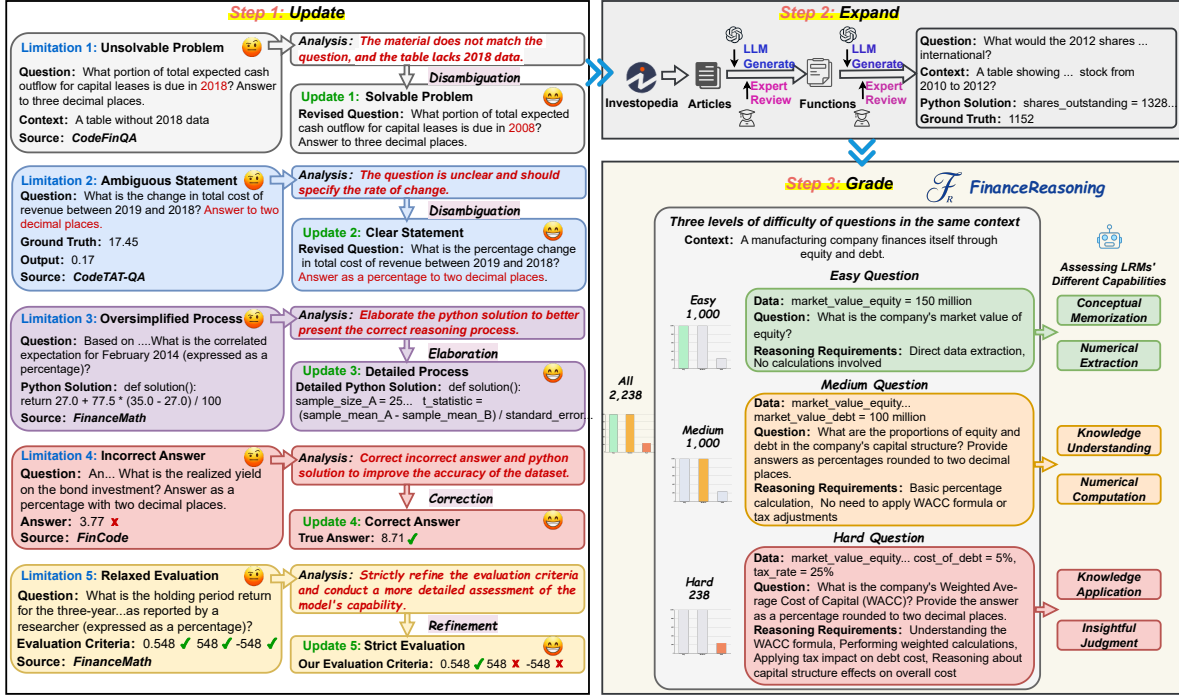 Step 1: Update
Limitation 1: Unsolvable Problem
Question: What portion of total expected cash
outflow for capital leases is due in 2018? Answer
to three decimal places.
Context: A table without 2018 data
Source: CodeFinQA
Analysis: The material does not match the
question, and the table lacks 2018 data.
Disambiguation
Update 1: Solvable Problem
Revised Question: What portion of total expected
cash outflow for capital leases is due in 2008?
Answer to three decimal places.
Limitation 2: Ambiguous Statement
Question: What is the change in total cost of
revenue between 2019 and 2018? Answer to two
decimal places.
Ground Truth: 17.45
Output: 0.17
Source: CodeTAT-QA
Analysis: The question is unclear and should
specify the rate of change.
Disambiguation
Update 2: Clear Statement
Revised Question: What is the percentage change
in total cost of revenue between 2019 and 2018?
Answer as a percentage to two decimal places.
Limitation 3: Oversimplified Process
Question: Based on ....What is the correlated
expectation for February 2014 (expressed as a
percentage)?
Python Solution: def solution():
return 27.0 + 77.5 * (35.0 - 27.0) / 100
Source: FinanceMath
Analysis: Elaborate the python solution to better
present the correct reasoning process.
Elaboration
Update 3: Detailed Process
Detailed Python Solution: def solution():
sample_size_A = 25... t_statistic =
(sample_mean_A - sample_mean_B) / standard_error...
Limitation 4: Incorrect Answer
Question: An... What is the realized yield
on the bond investment? Answer as a
percentage with two decimal places.
Answer: 3.77 ✘
Source: FinCode
Analysis: Correct incorrect answer and python
solution to improve the accuracy of the dataset.
Correction
Update 4: Correct Answer
True Answer: 8.71 ✔
Limitation 5: Relaxed Evaluation
Question: What is the holding period return
for the three-year...as reported by a
researcher (expressed as a percentage)?
Evaluation Criteria: 0.548 ✔ 548 ✔ -548 ✔
Source: FinanceMath
Analysis: Strictly refine the evaluation criteria
and conduct a more detailed assessment of the
model's capability.
Refinement
Update 5: Strict Evaluation
Our Evaluation Criteria: 0.548 ✔ 548 ✘ -548 ✘
Step 2: Expand
Investopedia
Articles
LLM
Generate
Expert
Review
Functions
LLM
Generate
Expert
Review
Question: What would the 2012 shares ...
international?
Context: A table showing ... stock from
2010 to 2012?
Python Solution: shares_outstanding = 1328...
Ground Truth: 1152
Step 3: Grade
FR FinanceReasoning
All
2,238
Three levels of difficulty of questions in the same context
Context: A manufacturing company finances itself through
equity and debt.
Easy Question
Easy
1,000
Data: market_value_equity = 150 million
Question: What is the company's market value of
equity?
Reasoning Requirements: Direct data extraction,
No calculations involved
Medium Question
Medium
1,000
Data: market_value_equity...
market_value_debt = 100 million
Question: What are the proportions of equity and
debt in the company's capital structure? Provide
answers as percentages rounded to two decimal
places.
Reasoning Requirements: Basic percentage
calculation, No need to apply WACC formula or
tax adjustments
Hard Question
Hard
238
Data: market_value_equity... cost_of_debt = 5%,
tax_rate = 25%
Question: What is the company's Weighted Ave-
rage Cost of Capital (WACC)? Provide the answer
as a percentage rounded to two decimal places.
Reasoning Requirements: Understanding the
WACC formula, Performing weighted calculations,
Applying tax impact on debt cost, Reasoning about
capital structure effects on overall cost
Assessing LRMs'
Different Capabilities
Conceptual
Memorization
Numerical
Extraction
Knowledge
Understanding
Numerical
Computation
Knowledge
Application
Insightful
Judgment